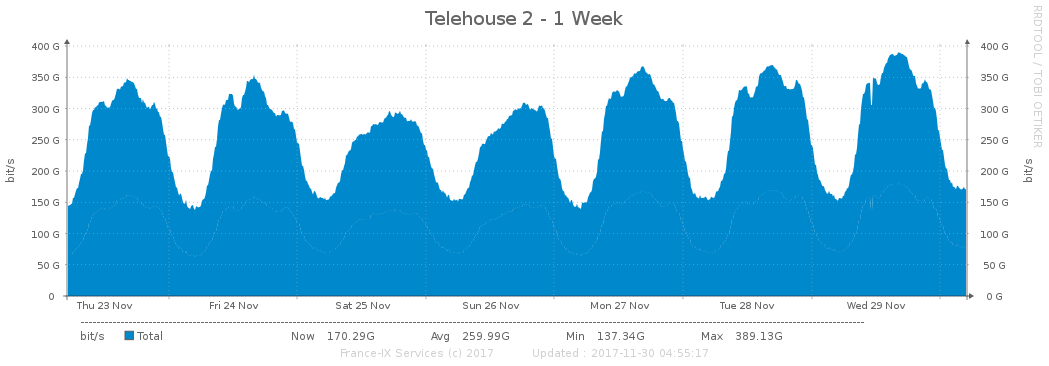 Telehouse 2 - 1 Week
RRDTOOL / TOBI OETIKER
400 G 400 G
350 G 350 G
300 G 300 G
250 G 250 G
200 G 200 G
150 G 150 G
100 G 100 G
50 G 50 G
0 0 G
bit/s bit/s
Thu 23 Nov Fri 24 Nov Sat 25 Nov Sun 26 Nov Mon 27 Nov Tue 28 Nov Wed 29 Nov
bit/s Total Now 170.29G Avg 259.99G Min 137.34G Max 389.13G
France-IX Services (c) 2017 Updated : 2017-11-30 04:55:17